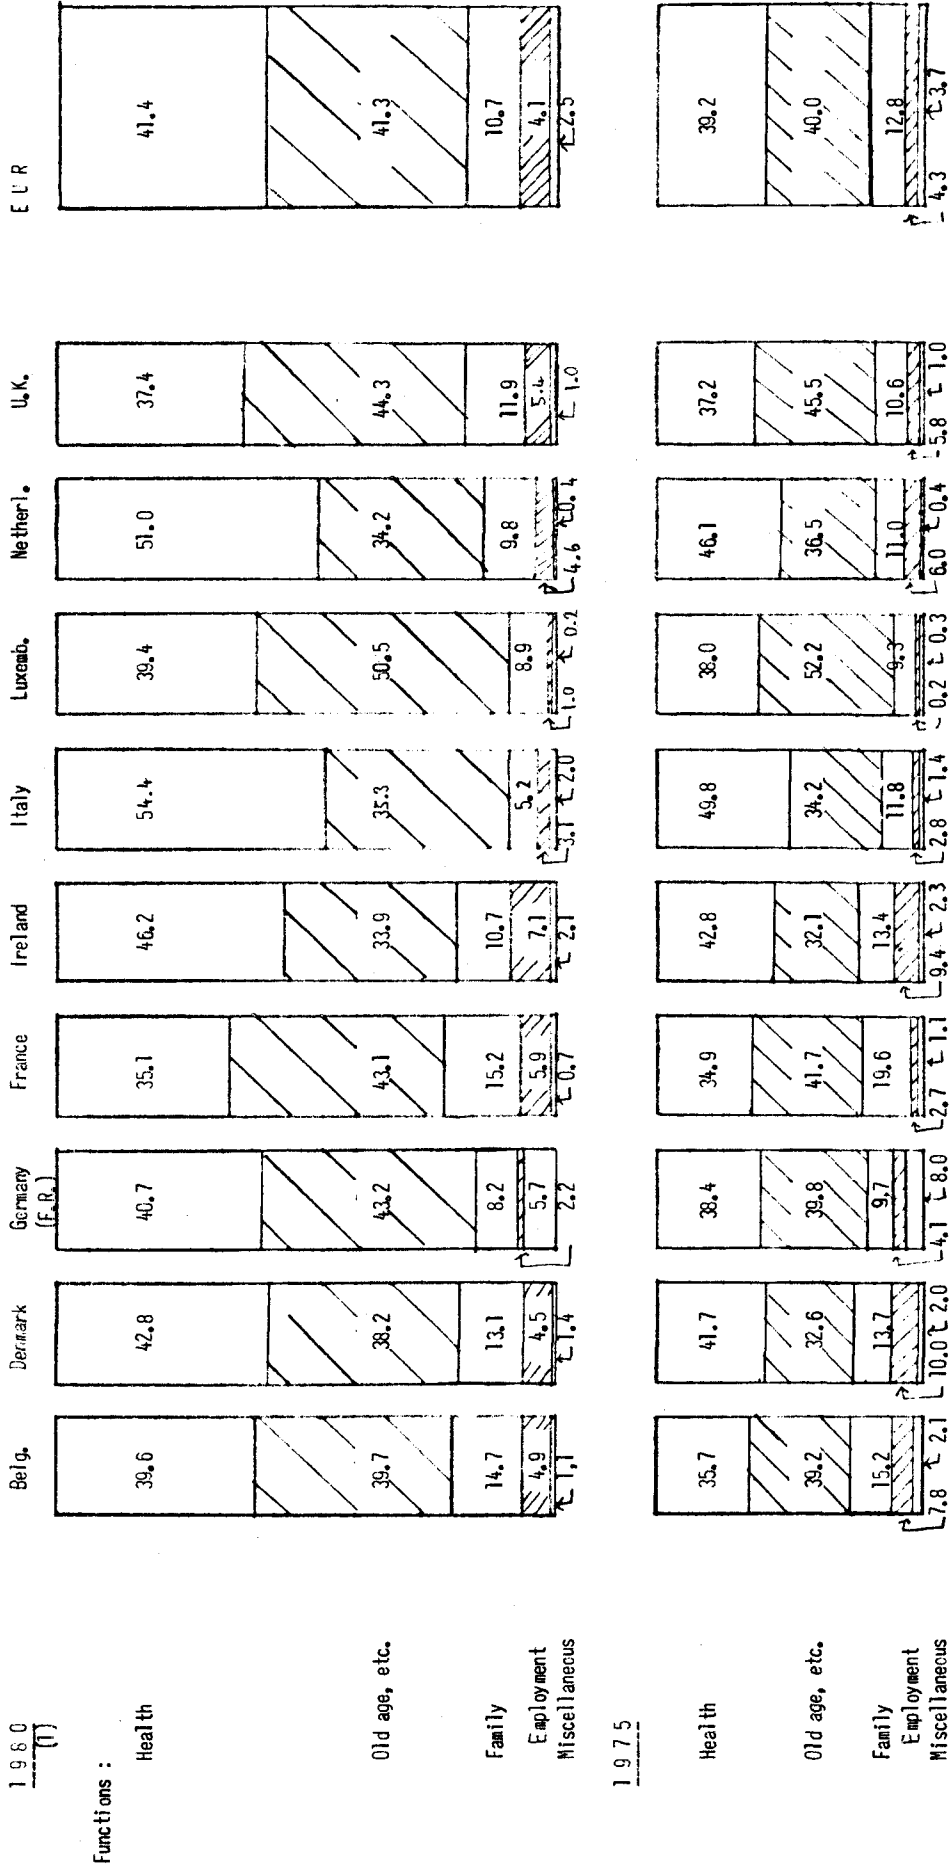 1980 Belg. Denmark Germany France Ireland Italy Luxemb. Netherl. U.K. EUR
(1) (F.R.)
Functions :
Health 39.6 42.8 40.7 35.1 46.2 54.4 39.4 51.0 37.4 41.4
Old age, etc. 39.7 38.2 43.2 43.1 33.9 35.3 50.5 34.2 44.3 41.3
Family 14.7 13.1 8.2 15.2 10.7 5.2 8.9 9.8 11.9 10.7
Employment 4.9 4.5 5.7 5.9 7.1 5.4 4.1
Miscellaneous 1,1 1.4 2.2 0.7 2.1 3.1 2.0 1.0 0.2 4.6 0.4 1.0 2.5
1975
Health 35.7 41.7 38.4 34.9 42.8 49.8 38.0 46.1 37.2 39.2
Old age, etc. 39.2 32.6 39.8 41.7 32.1 34.2 52.2 36.5 45.5 40.0
Family 15.2 13.7 9.7 19.6 13.4 11.8 9.3 11.0 10.6 12.8
Employment
Miscellaneous 7.8 2.1 10.0 2.0 4.1 8.0 2.7 1.1 9.4 2.3 2.8 1.4 0.2 0.3 6.0 0.4 5.8 1.0 4.3 3.7